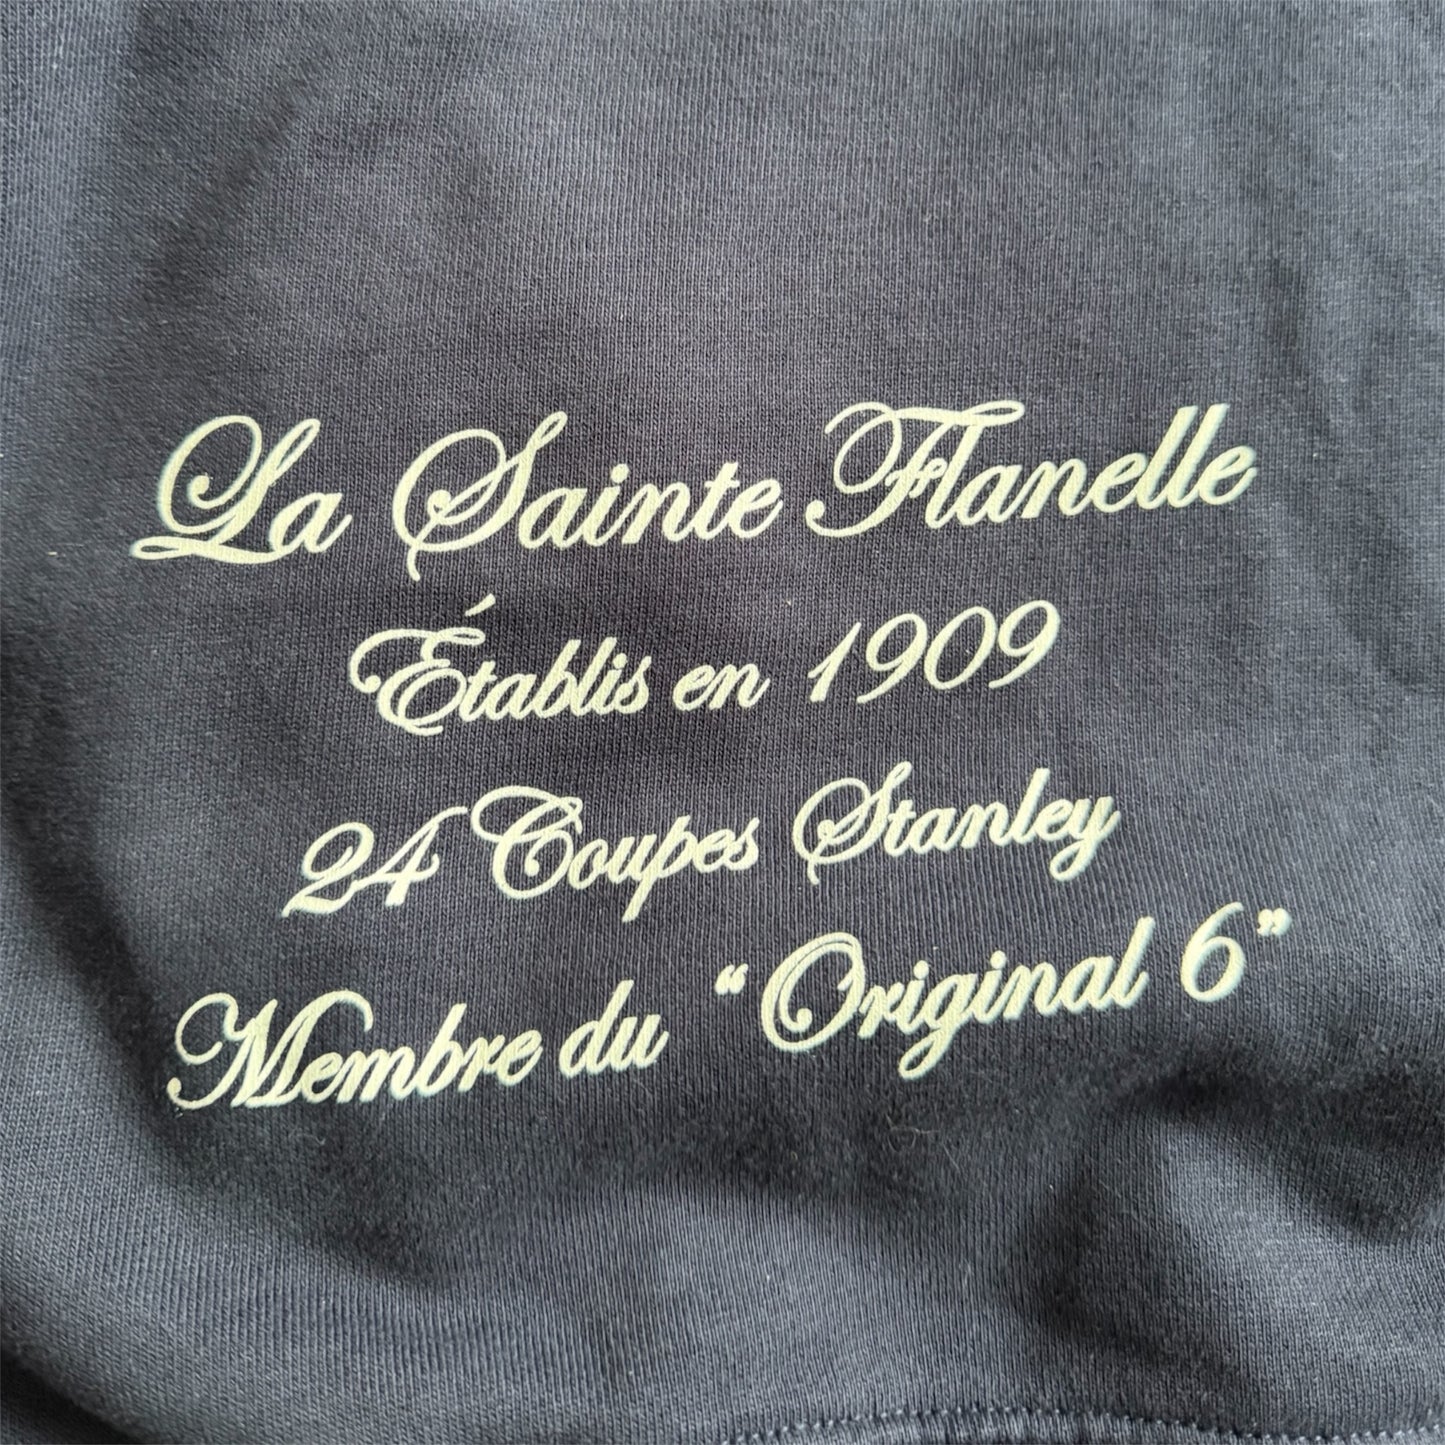 La Sainte Flanelle
Établis en 1909
24 Coupes Stanley
Membre du “Original 6”